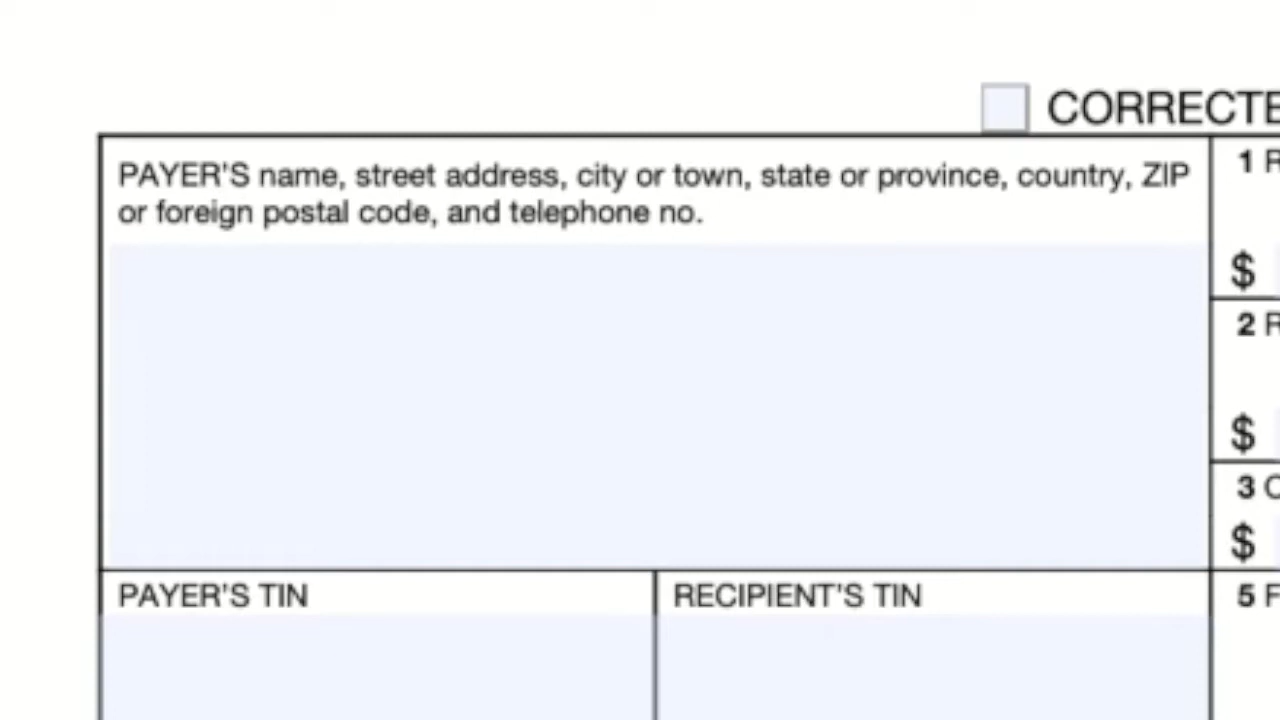 CORRECTE
PAYER'S name, street address, city or town, state or province, country, ZIP
or foreign postal code, and telephone no.
1 R
$
2 R
$
3 C
$
PAYER'S TIN
RECIPIENT'S TIN
5 F